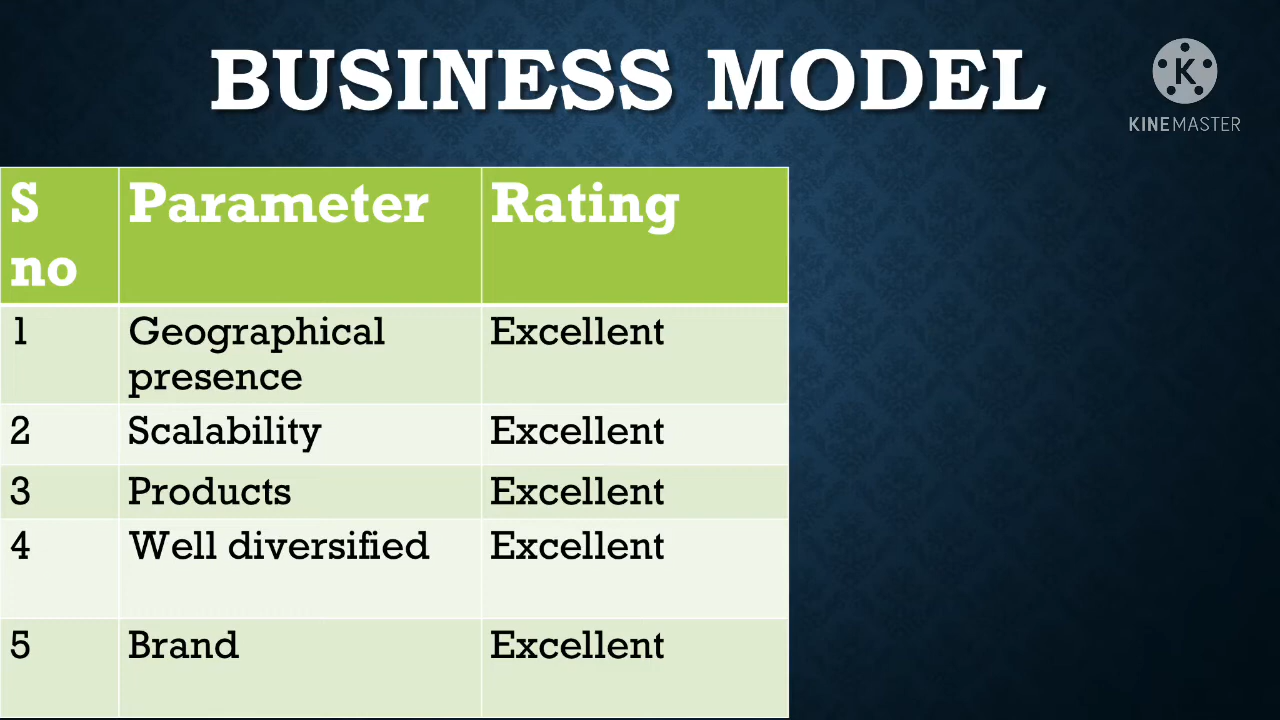 BUSINESS MODEL
K
KINEMASTER
S no Parameter Rating
1 Geographical presence Excellent
2 Scalability Excellent
3 Products Excellent
4 Well diversified Excellent
5 Brand Excellent